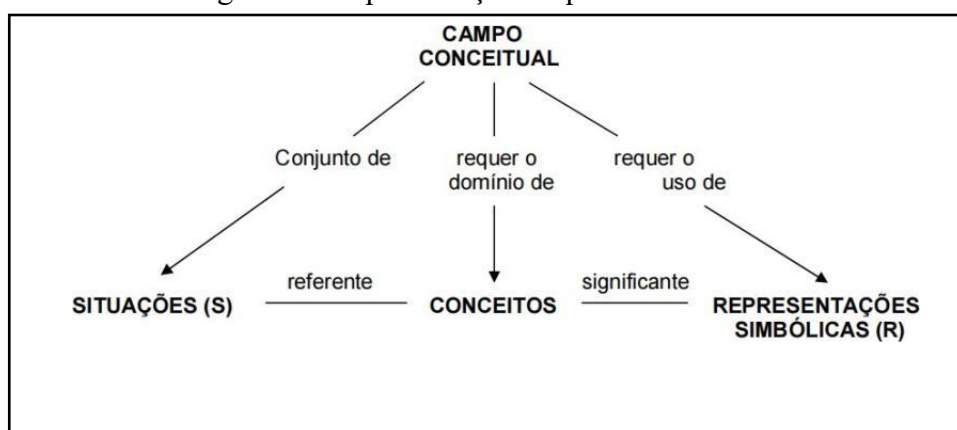 CAMPO
CONCEITUAL
Conjunto de
requer o
domínio de
requer o
uso de
referente
significante
SITUAÇÕES (S)
CONCEITOS
REPRESENTAÇÕES
SIMBÓLICAS (R)